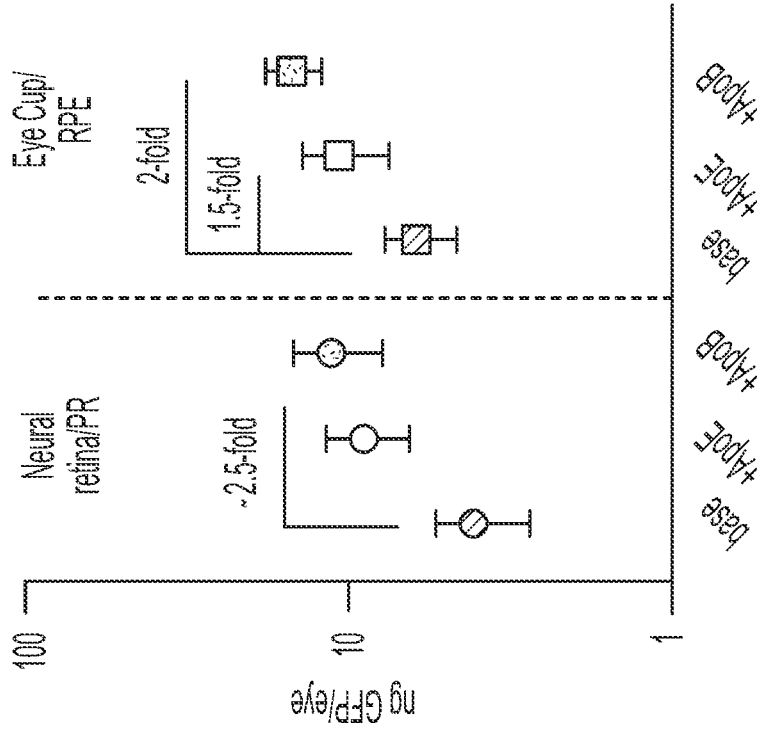 100
10
1
ng GFP/eye
Neural
retina/PR
~2.5-fold
Eye Cup/
RPE
2-fold
1.5-fold
base
+ApoE
+ApoB
base
+ApoE
+ApoB